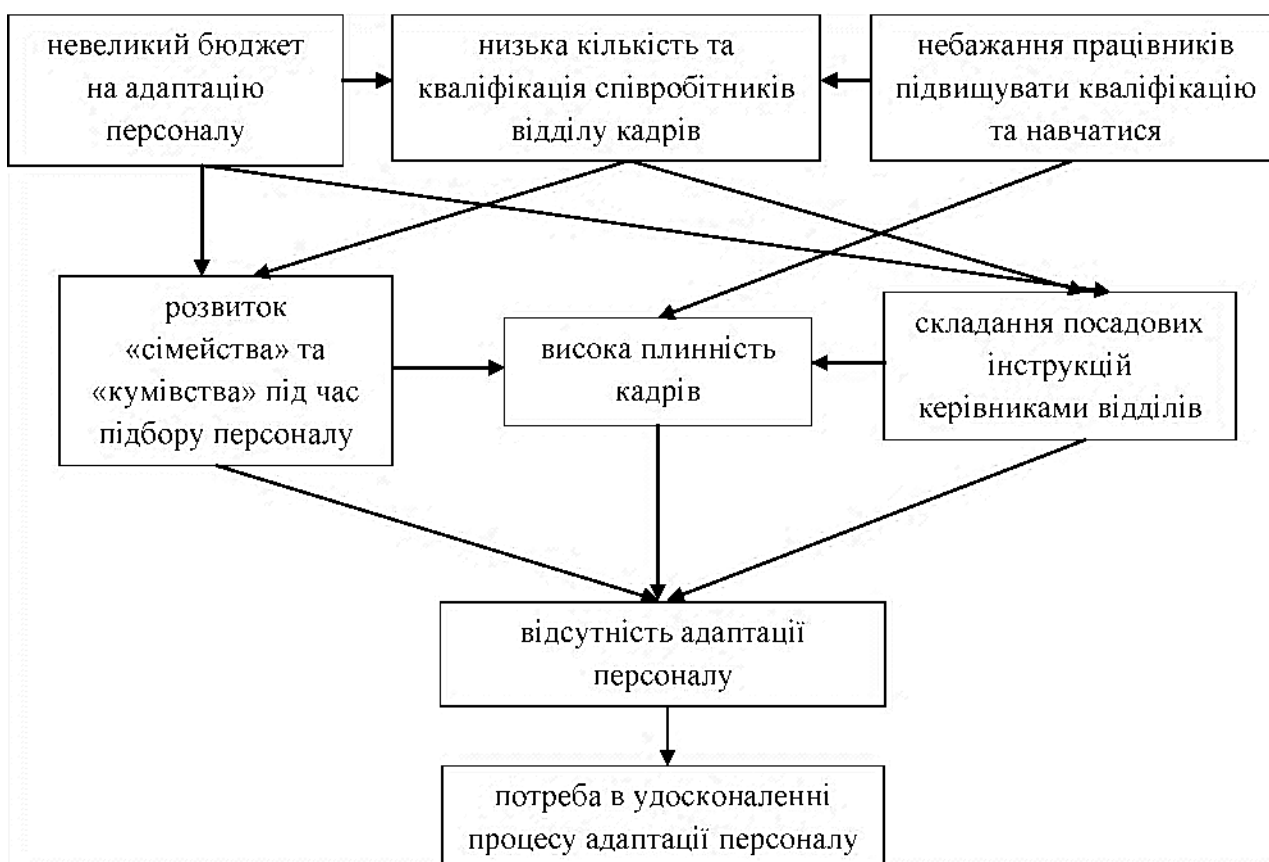 невеликий бюджет
на адаптацію
персоналу
низька кількість та
кваліфікація співробітників
відділу кадрів
небажання працівників
підвищувати кваліфікацію
та навчатися
розвиток
«сімейства» та
«кумівства» під час
підбору персоналу
висока плинність
кадрів
складання посадових
інструкцій
керівниками відділів
відсутність адаптації
персоналу
потреба в удосконаленні
процесу адаптації персоналу